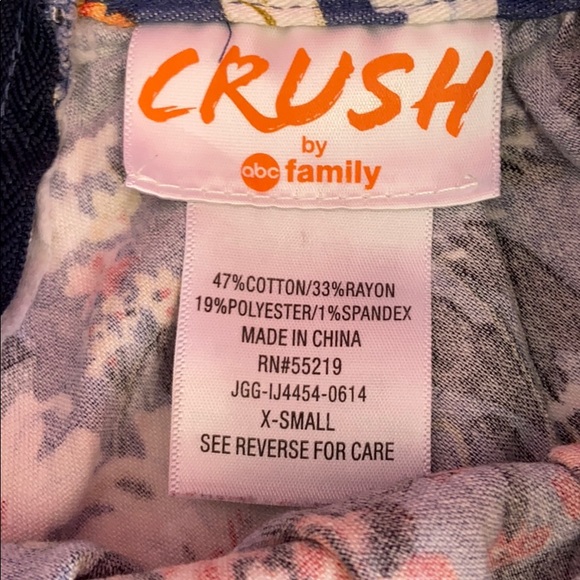 CRUSH
by
abc family
47%COTTON/33%RAYON
19%POLYESTER/1%SPANDEX
MADE IN CHINA
RN#55219
JGG-IJ4454-0614
X-SMALL
SEE REVERSE FOR CARE